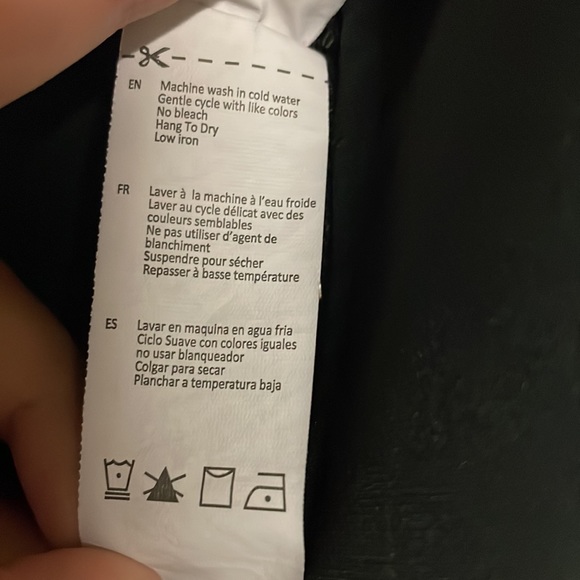 EN Machine wash in cold water
Gentle cycle with like colors
No bleach
Hang To Dry
Low iron
FR Laver à la machine à l'eau froide
Laver au cycle délicat avec des
couleurs semblables
Ne pas utiliser d'agent de
blanchiment
Suspendre pour sécher
Repasser à basse température
ES Lavar en maquina en agua fria
Ciclo Suave con colores iguales
no usar blanqueador
Colgar para secar
Planchar a temperatura baja